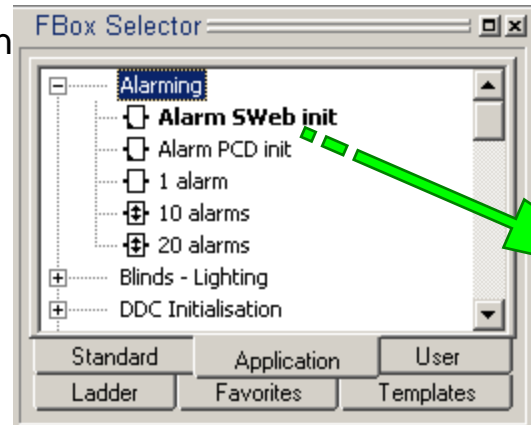 n
FBox Selector
Alarming
Alarm SWeb init
Alarm PCD init
1 alarm
10 alarms
20 alarms
Blinds - Lighting
DDC Initialisation
Standard Application User
Ladder Favorites Templates